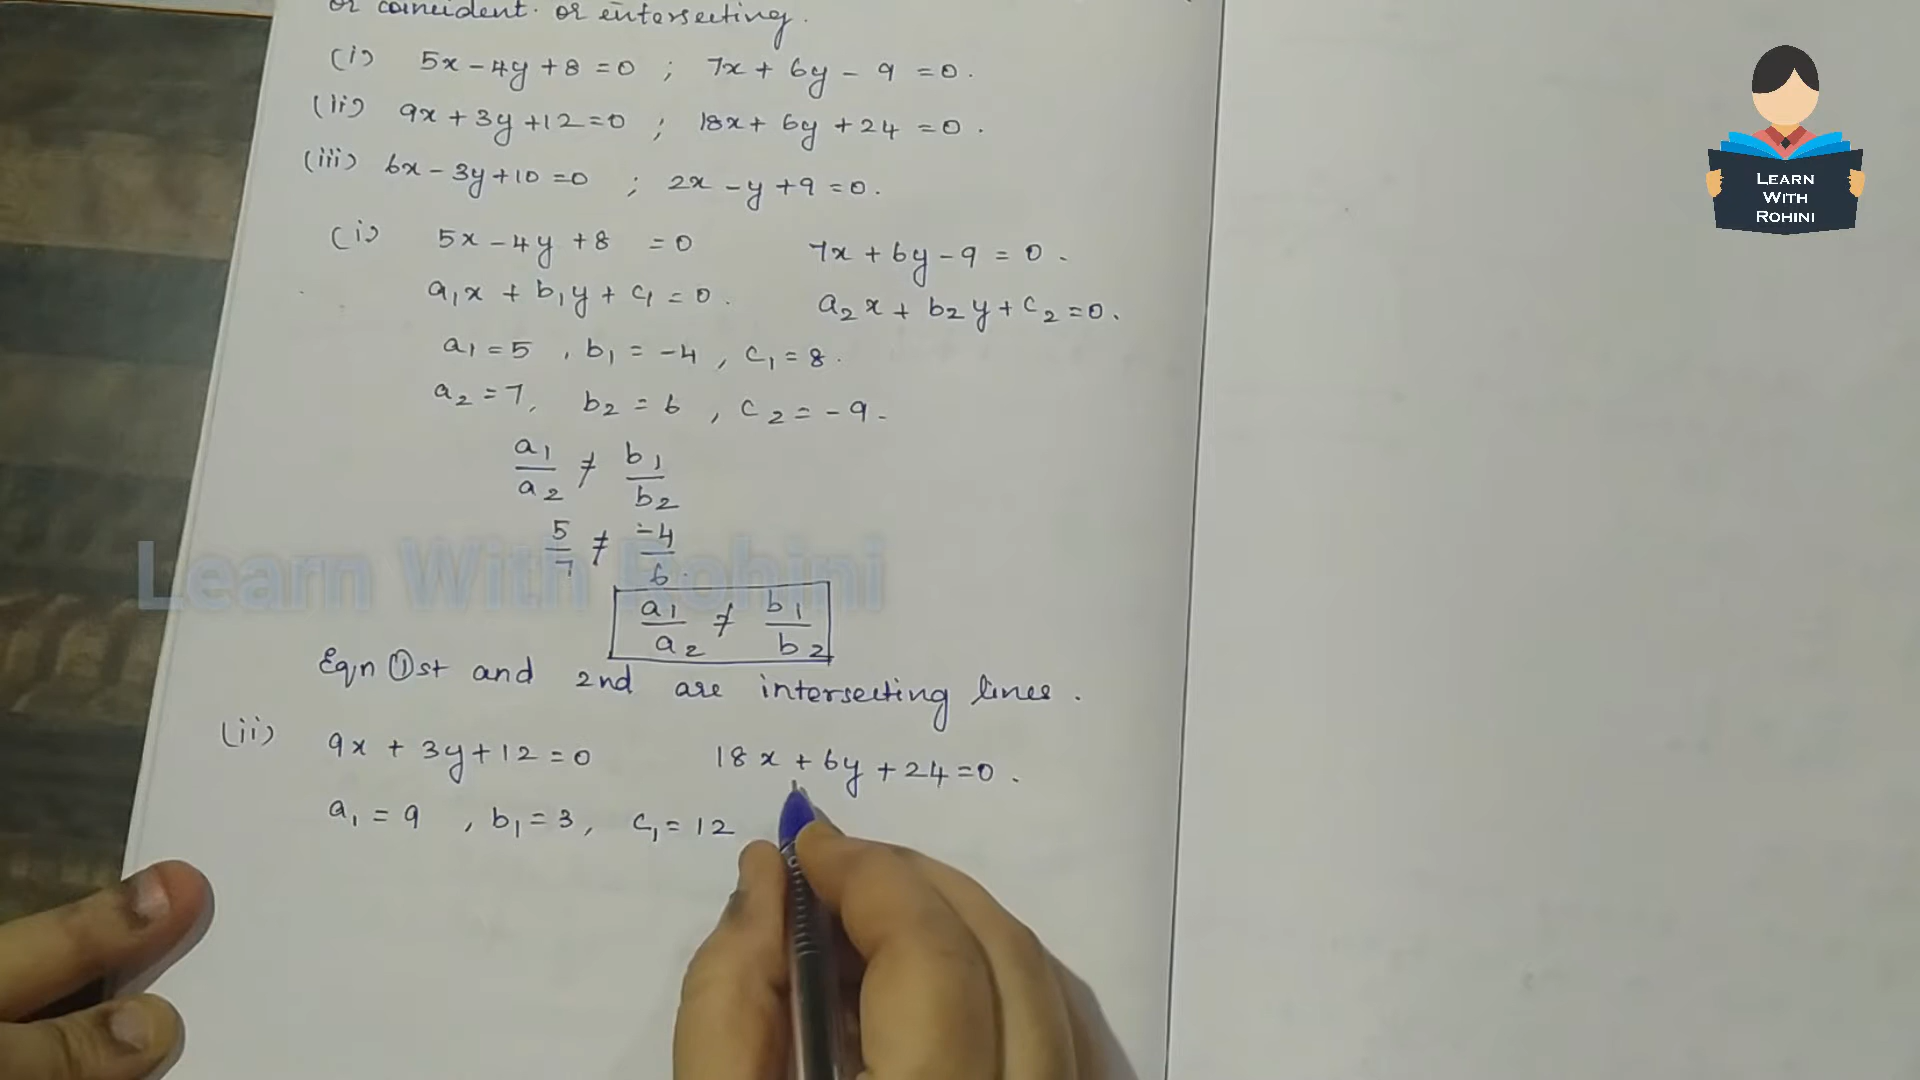 or coincident. or intersecting.
(i) 5x - 4y + 8 = 0 ; 7x + 6y - 9 = 0.
(ii) 9x + 3y + 12 = 0 ; 18x + 6y + 24 = 0.
(iii) 6x - 3y + 10 = 0 ; 2x - y + 9 = 0.
(i) 5x - 4y + 8 = 0 7x + 6y - 9 = 0.
a₁x + b₁y + c₁ = 0. a₂x + b₂y + c₂ = 0.
a₁ = 5 , b₁ = -4 , c₁ = 8.
a₂ = 7, b₂ = 6 , c₂ = -9.
a₁/a₂ ≠ b₁/b₂
5/7 ≠ -4/6.
a₁/a₂ ≠ b₁/b₂
Eqn ①st and 2nd are intersecting lines.
(ii) 9x + 3y + 12 = 0 18x + 6y + 24 = 0.
a₁ = 9 , b₁ = 3, c₁ = 12
Learn With Rohini
LEARN
WITH
ROHINI